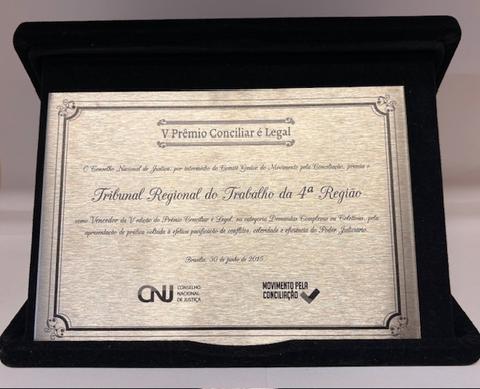 V Prêmio Conciliar é Legal
O Conselho Nacional de Justiça, por intermédio do Comitê Gestor do Movimento pela Conciliação, premia o
Tribunal Regional do Trabalho da 4ª Região
como Vencedor da V edição do Prêmio Conciliar é Legal, na categoria Demandas Complexas ou Coletivas, pela
apresentação de prática voltada à efetiva pacificação de conflitos, celeridade e eficiência do Poder Judiciário.
Brasília, 30 de junho de 2015.
CNJ CONSELHO
NACIONAL
DE JUSTIÇA
MOVIMENTO PELA
CONCILIAÇÃO